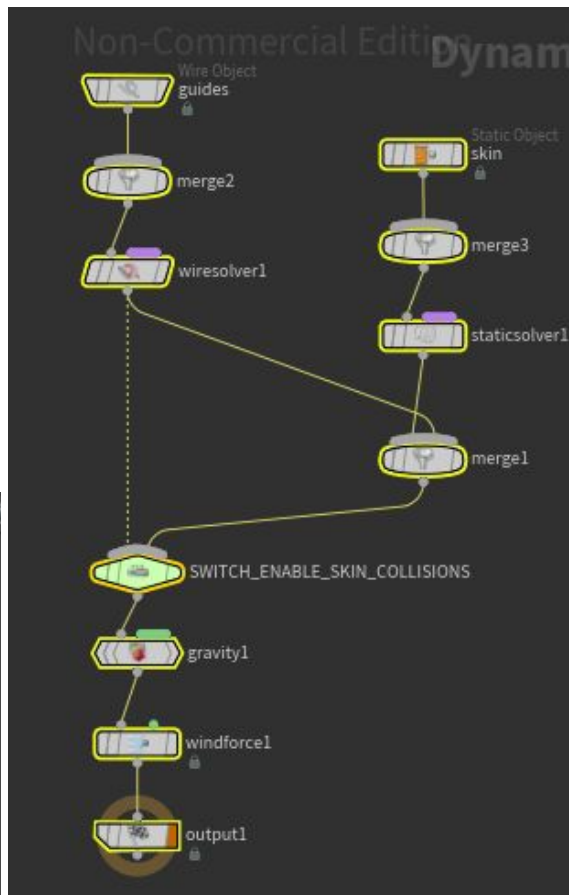 Non-Commercial Edition
Dynam
Wire Object
guides
Static Object
skin
merge2
merge3
wiresolver1
staticsolver1
merge1
SWITCH_ENABLE_SKIN_COLLISIONS
gravity1
windforce1
output1